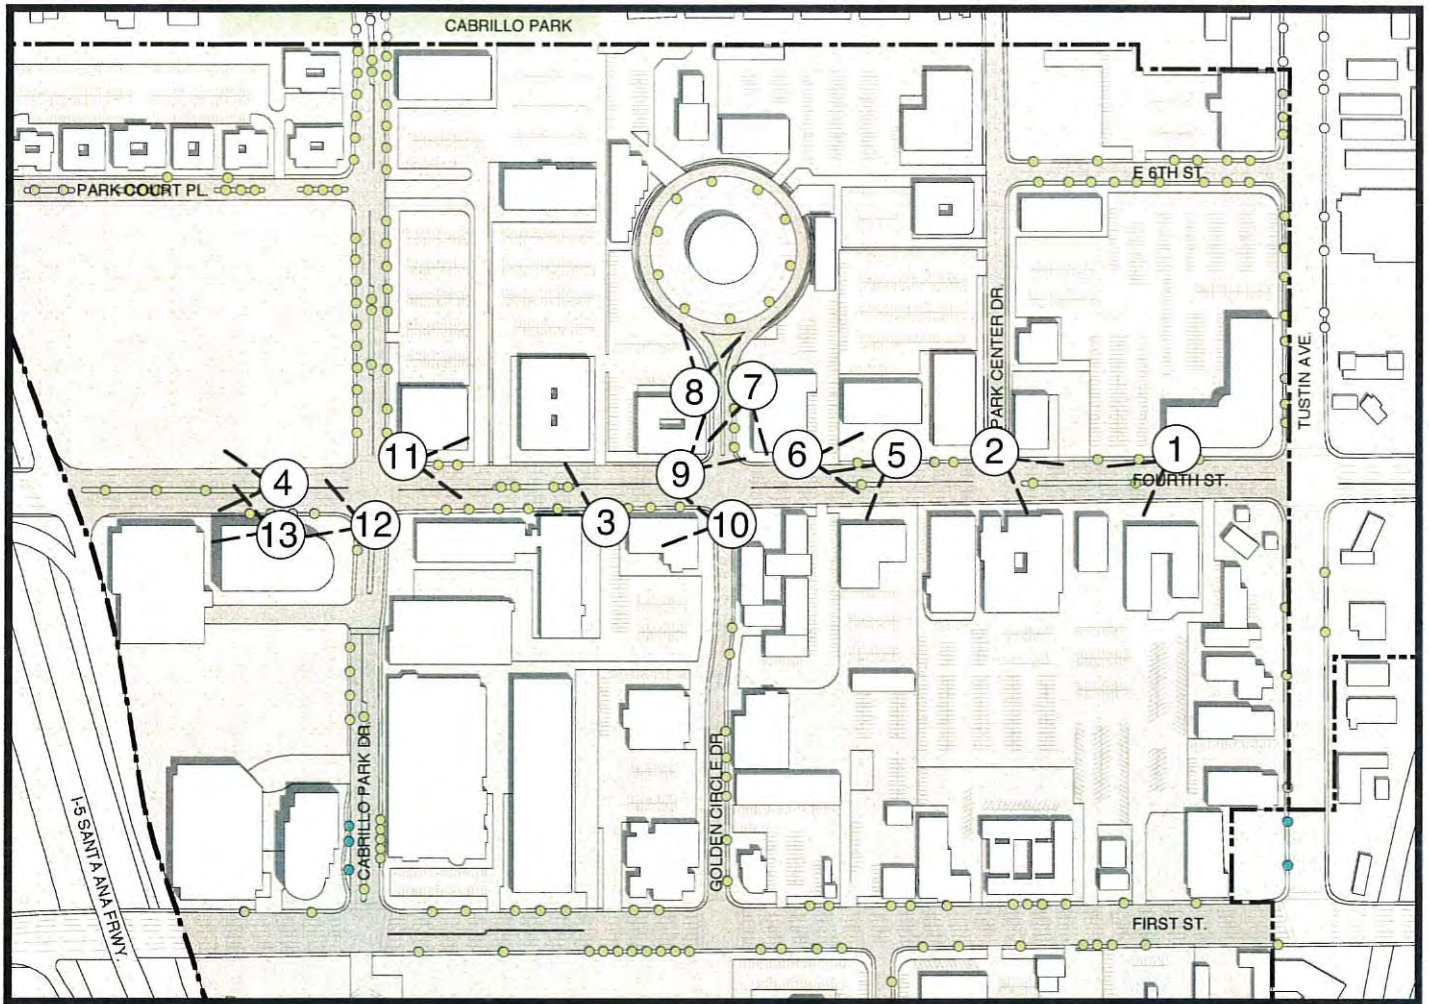 CABRILLO PARK
E 6TH ST.
PARK COURT PL.
PARK CENTER DR.
TUSTIN AVE.
8
7
11
6
5
2
1
4
9
FOURTH ST.
13
12
3
10
CABRILLO PARK DR.
GOLDEN CIRCLE DR.
I-5 SANTA ANA FRWY.
FIRST ST.